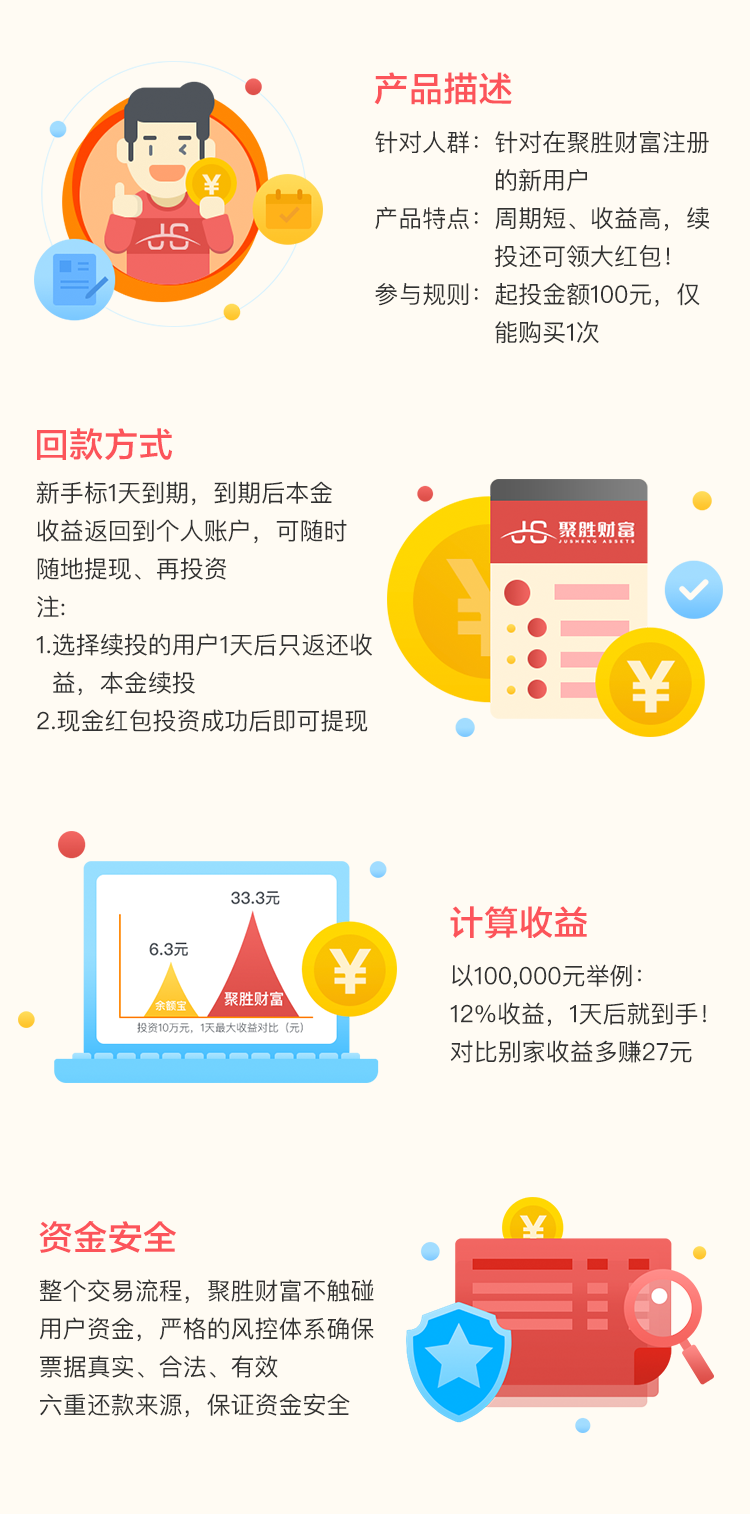 产品描述
针对人群：针对在聚胜财富注册
的新用户
产品特点：周期短、收益高，续
投还可领大红包！
参与规则：起投金额100元，仅
能购买1次
JS
回款方式
新手标1天到期，到期后本金
收益返回到个人账户，可随时
随地提现、再投资
注:
1.选择续投的用户1天后只返还收
益，本金续投
2.现金红包投资成功后即可提现
JS 聚胜财富
JUSHENG ASSETS
¥
33.3元
6.3元
余额宝
聚胜财富
投资10万元，1天最大收益对比（元）
¥
计算收益
以100,000元举例：
12%收益，1天后就到手！
对比别家收益多赚27元
资金安全
整个交易流程，聚胜财富不触碰
用户资金，严格的风控体系确保
票据真实、合法、有效
六重还款来源，保证资金安全
¥